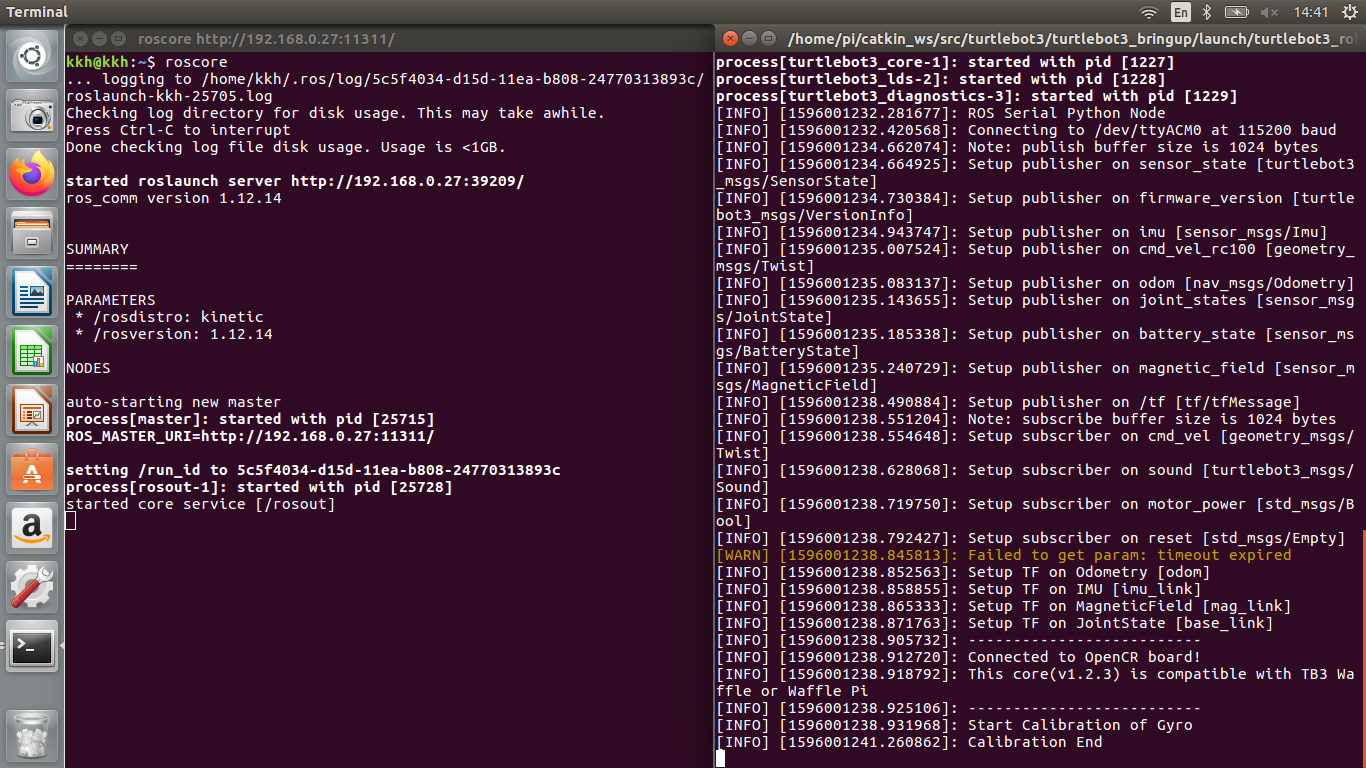 Terminal
En
14:41
roscore http://192.168.0.27:11311/
kkh@kkh:~$ roscore
... logging to /home/kkh/.ros/log/5c5f4034-d15d-11ea-b808-24770313893c/
roslaunch-kkh-25705.log
Checking log directory for disk usage. This may take awhile.
Press Ctrl-C to interrupt
Done checking log file disk usage. Usage is <1GB.
started roslaunch server http://192.168.0.27:39209/
ros_comm version 1.12.14
SUMMARY
========
PARAMETERS
* /rosdistro: kinetic
* /rosversion: 1.12.14
NODES
auto-starting new master
process[master]: started with pid [25715]
ROS_MASTER_URI=http://192.168.0.27:11311/
setting /run_id to 5c5f4034-d15d-11ea-b808-24770313893c
process[rosout-1]: started with pid [25728]
started core service [/rosout]
/home/pi/catkin_ws/src/turtlebot3/turtlebot3_bringup/launch/turtlebot3_ro
process[turtlebot3_core-1]: started with pid [1227]
process[turtlebot3_lds-2]: started with pid [1228]
process[turtlebot3_diagnostics-3]: started with pid [1229]
[INFO] [1596001232.281677]: ROS Serial Python Node
[INFO] [1596001232.420568]: Connecting to /dev/ttyACM0 at 115200 baud
[INFO] [1596001234.662074]: Note: publish buffer size is 1024 bytes
[INFO] [1596001234.664925]: Setup publisher on sensor_state [turtlebot3
_msgs/SensorState]
[INFO] [1596001234.730384]: Setup publisher on firmware_version [turtle
bot3_msgs/VersionInfo]
[INFO] [1596001234.943747]: Setup publisher on imu [sensor_msgs/Imu]
[INFO] [1596001235.007524]: Setup publisher on cmd_vel_rc100 [geometry_
msgs/Twist]
[INFO] [1596001235.083137]: Setup publisher on odom [nav_msgs/Odometry]
[INFO] [1596001235.143655]: Setup publisher on joint_states [sensor_msg
s/JointState]
[INFO] [1596001235.185338]: Setup publisher on battery_state [sensor_ms
gs/BatteryState]
[INFO] [1596001235.240729]: Setup publisher on magnetic_field [sensor_m
sgs/MagneticField]
[INFO] [1596001238.490884]: Setup publisher on /tf [tf/tfMessage]
[INFO] [1596001238.551204]: Note: subscribe buffer size is 1024 bytes
[INFO] [1596001238.554648]: Setup subscriber on cmd_vel [geometry_msgs/
Twist]
[INFO] [1596001238.628068]: Setup subscriber on sound [turtlebot3_msgs/
Sound]
[INFO] [1596001238.719750]: Setup subscriber on motor_power [std_msgs/B
ool]
[INFO] [1596001238.792427]: Setup subscriber on reset [std_msgs/Empty]
[WARN] [1596001238.845813]: Failed to get param: timeout expired
[INFO] [1596001238.852563]: Setup TF on Odometry [odom]
[INFO] [1596001238.858855]: Setup TF on IMU [imu_link]
[INFO] [1596001238.865333]: Setup TF on MagneticField [mag_link]
[INFO] [1596001238.871763]: Setup TF on JointState [base_link]
[INFO] [1596001238.905732]: --------------------------
[INFO] [1596001238.912720]: Connected to OpenCR board!
[INFO] [1596001238.918792]: This core(v1.2.3) is compatible with TB3 Wa
ffle or Waffle Pi
[INFO] [1596001238.925106]: --------------------------
[INFO] [1596001238.931968]: Start Calibration of Gyro
[INFO] [1596001241.260862]: Calibration End